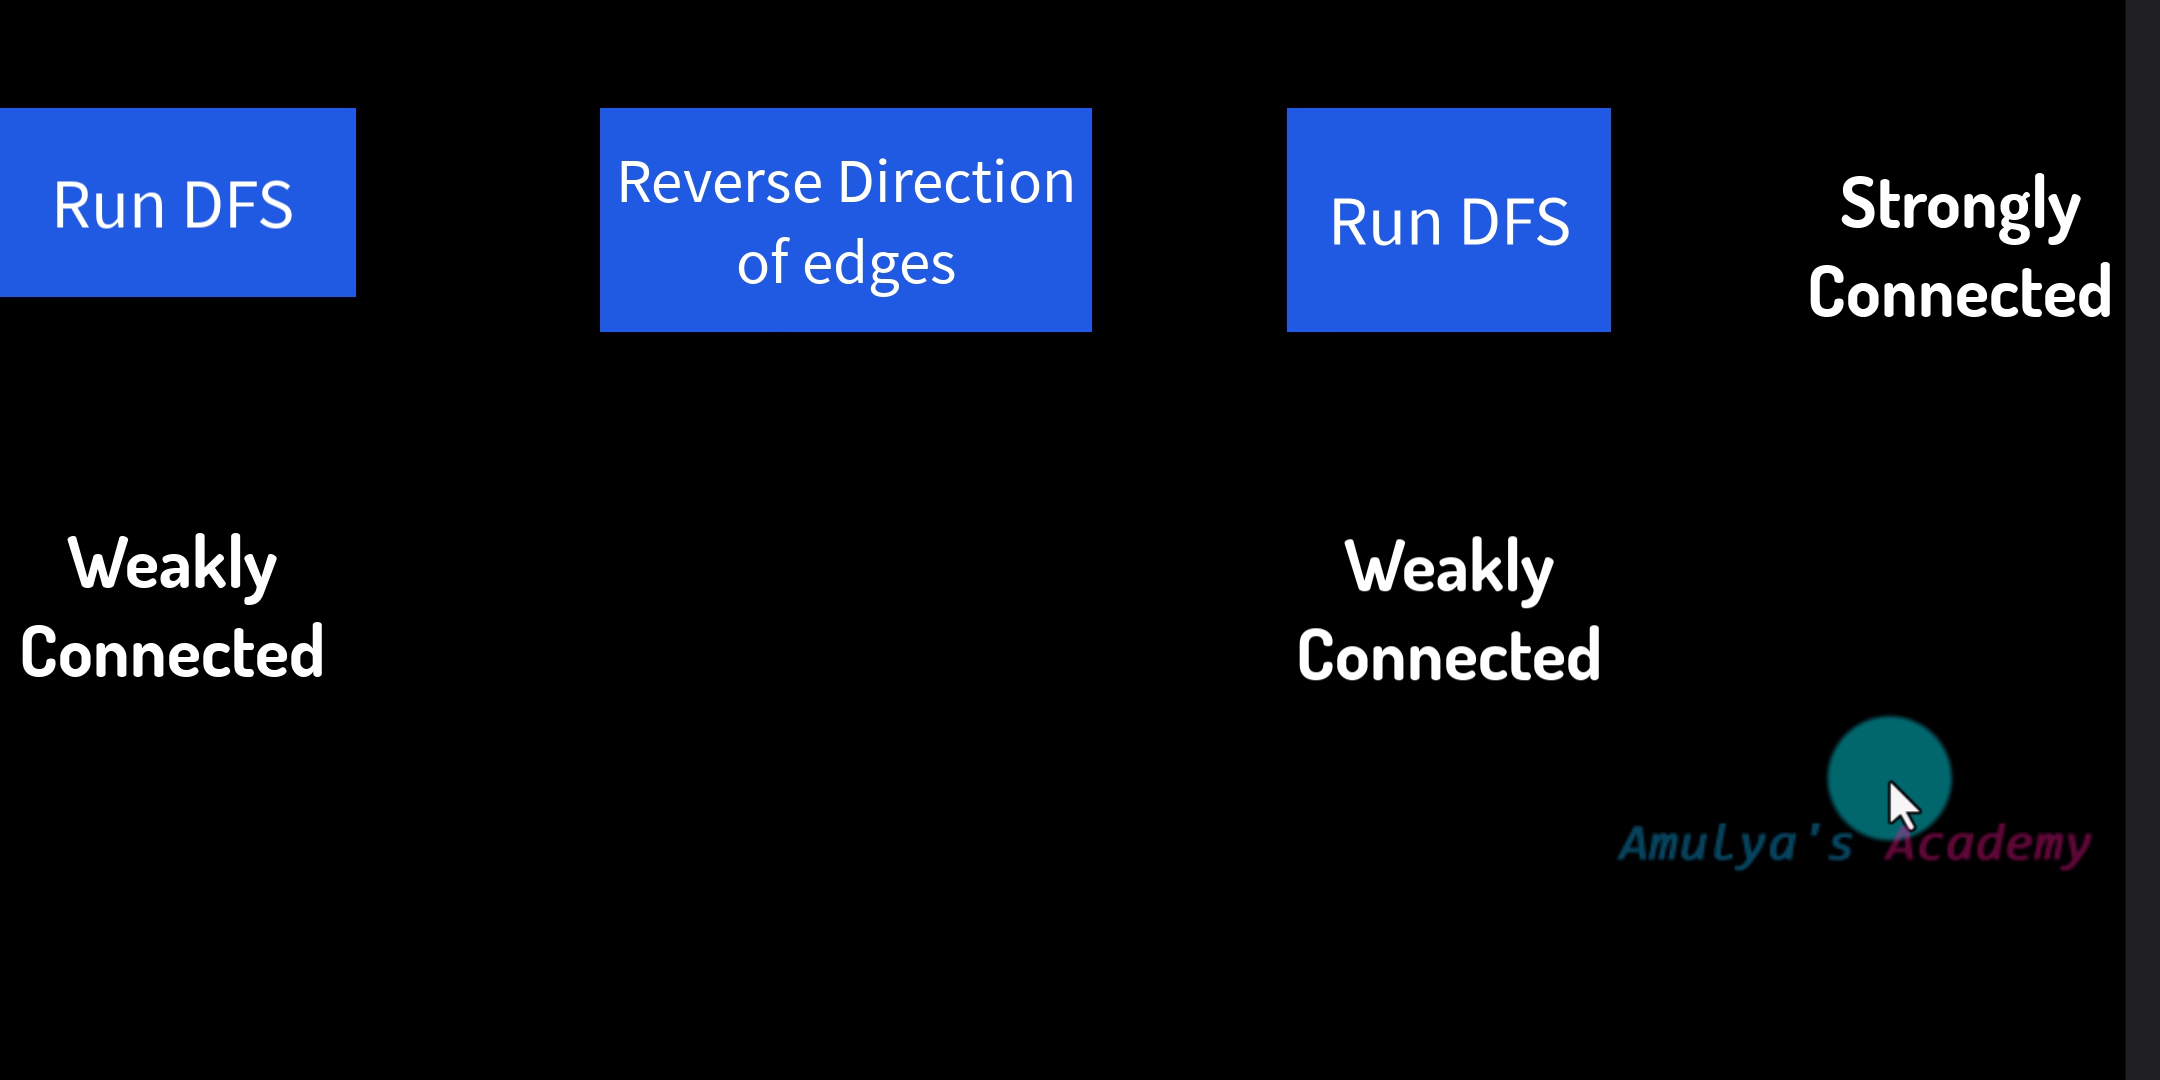 Run DFS
Reverse Direction
of edges
Run DFS
Strongly
Connected
Weakly
Connected
Weakly
Connected
Amulya's Academy